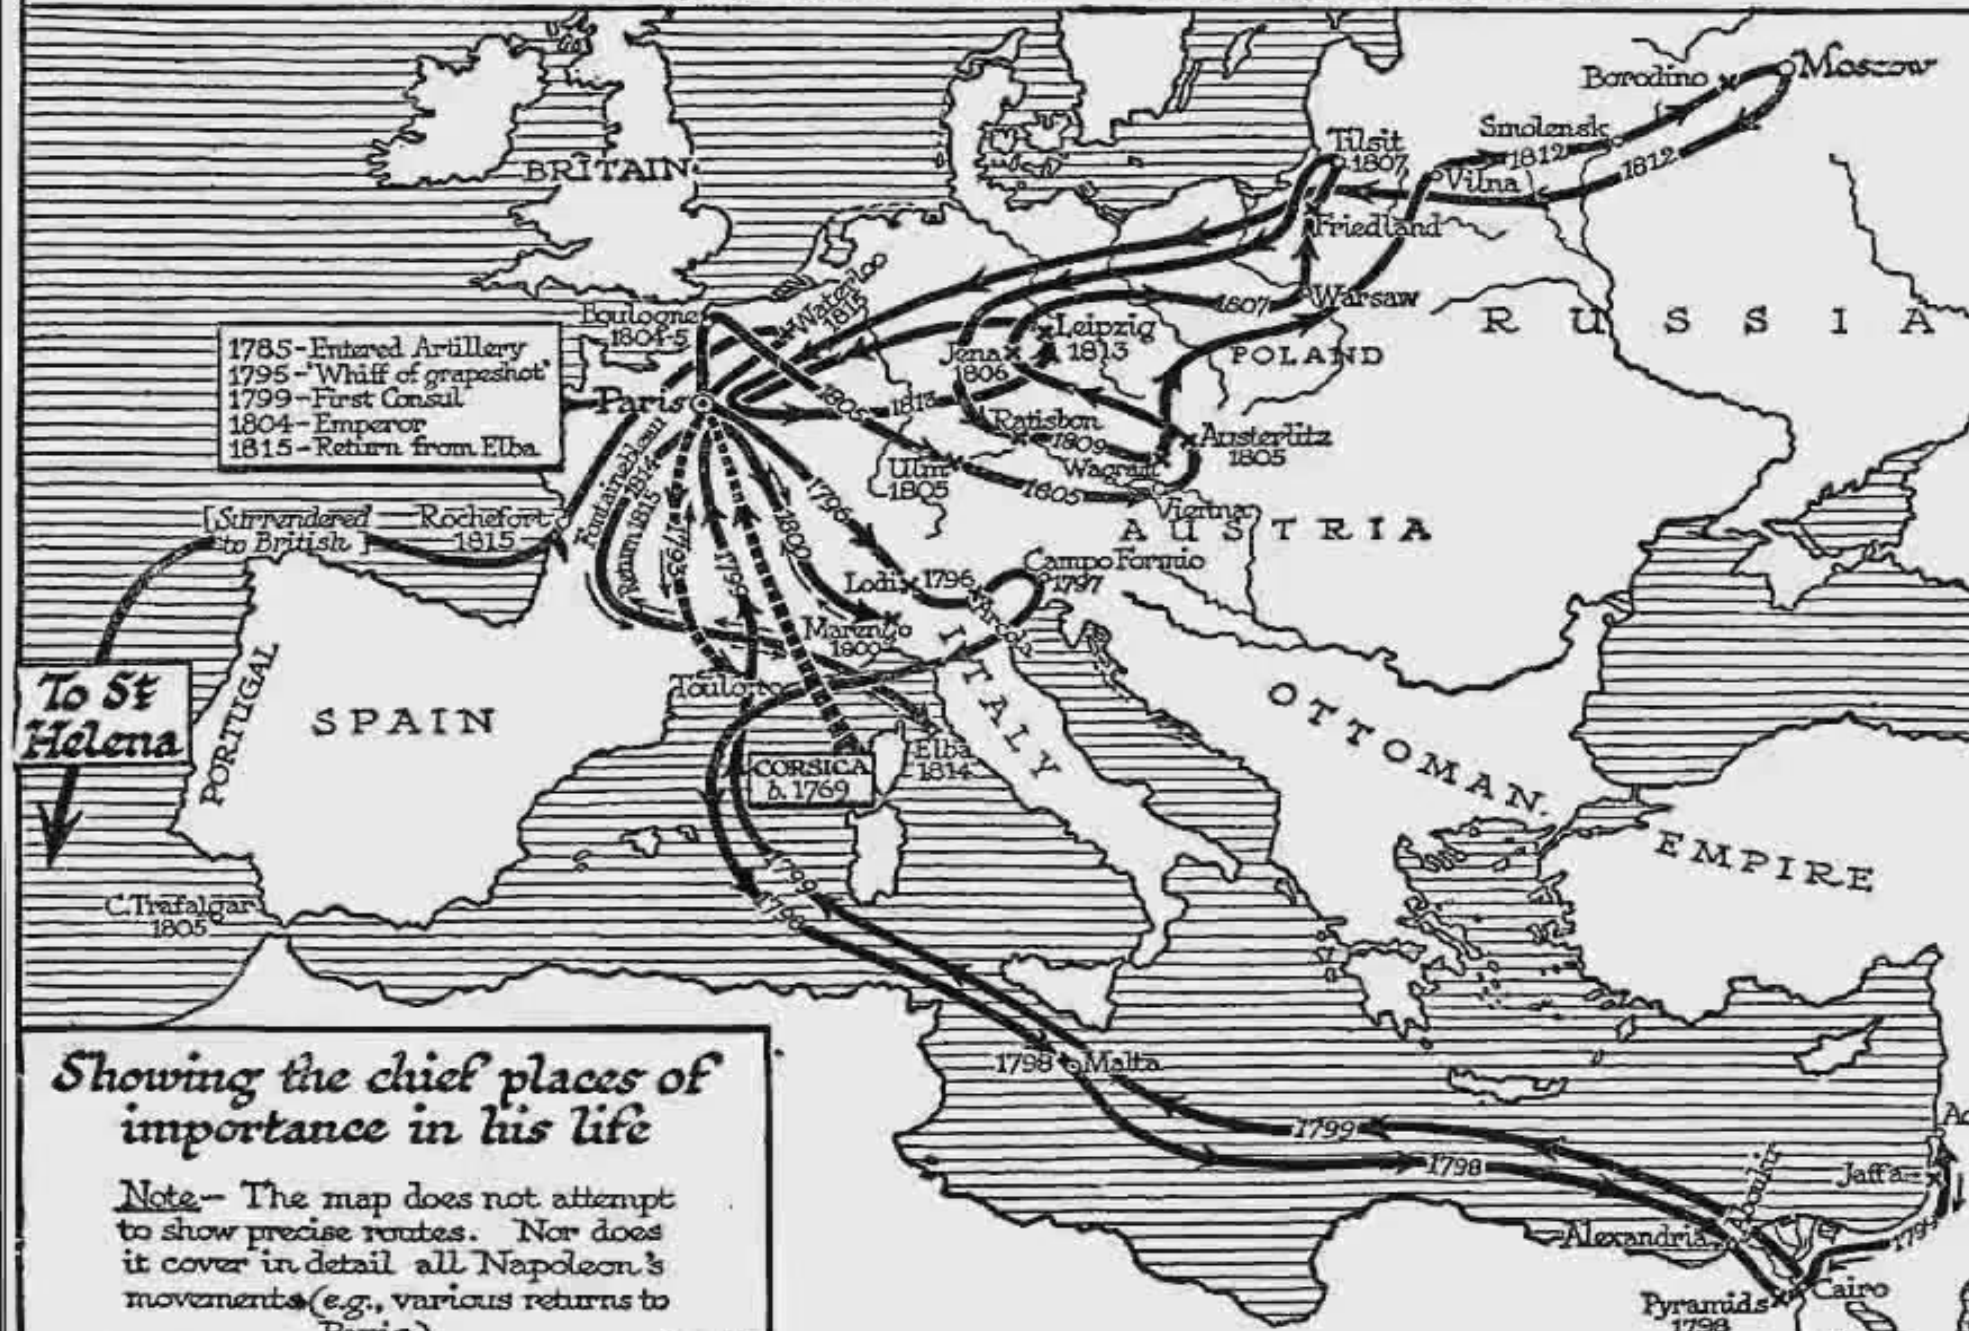 BRITAIN
Borodino
Moscow
Smolensk
1812
1812
Vilna
Tilsit
1807
Friedland
Waterloo
1815
Boulogne
1804-5
1807
Warsaw
RUSSIA
Leipzig
1813
Jena
1806
POLAND
1785-Entered Artillery
1795-'Whiff of grapeshot'
1799-First Consul
1804-Emperor
1815-Return from Elba
Paris
1805
1813
Ratisbon
1809
Wagram
Austerlitz
1805
Ulm
1805
1805
Vienna
AUSTRIA
Fontainebleau
1814
Return 1815
1793
1799
1800
1796
[Surrendered
to British]
Rochefort
1815
Lodi
1796
Campo Formio
1797
Arcola
Marengo
1800
ITALY
To St
Helena
PORTUGAL
SPAIN
Toulon
Elba
1814
CORSICA
b. 1769
OTTOMAN
EMPIRE
1799
1798
C. Trafalgar
1805
1798
Malta
1799
1798
Aboukir
Jaffa
Alexandria
1799
Cairo
Pyramids
1798
Showing the chief places of
importance in his life
Note- The map does not attempt
to show precise routes. Nor does
it cover in detail all Napoleon's
movements (e.g., various returns to
Paris)